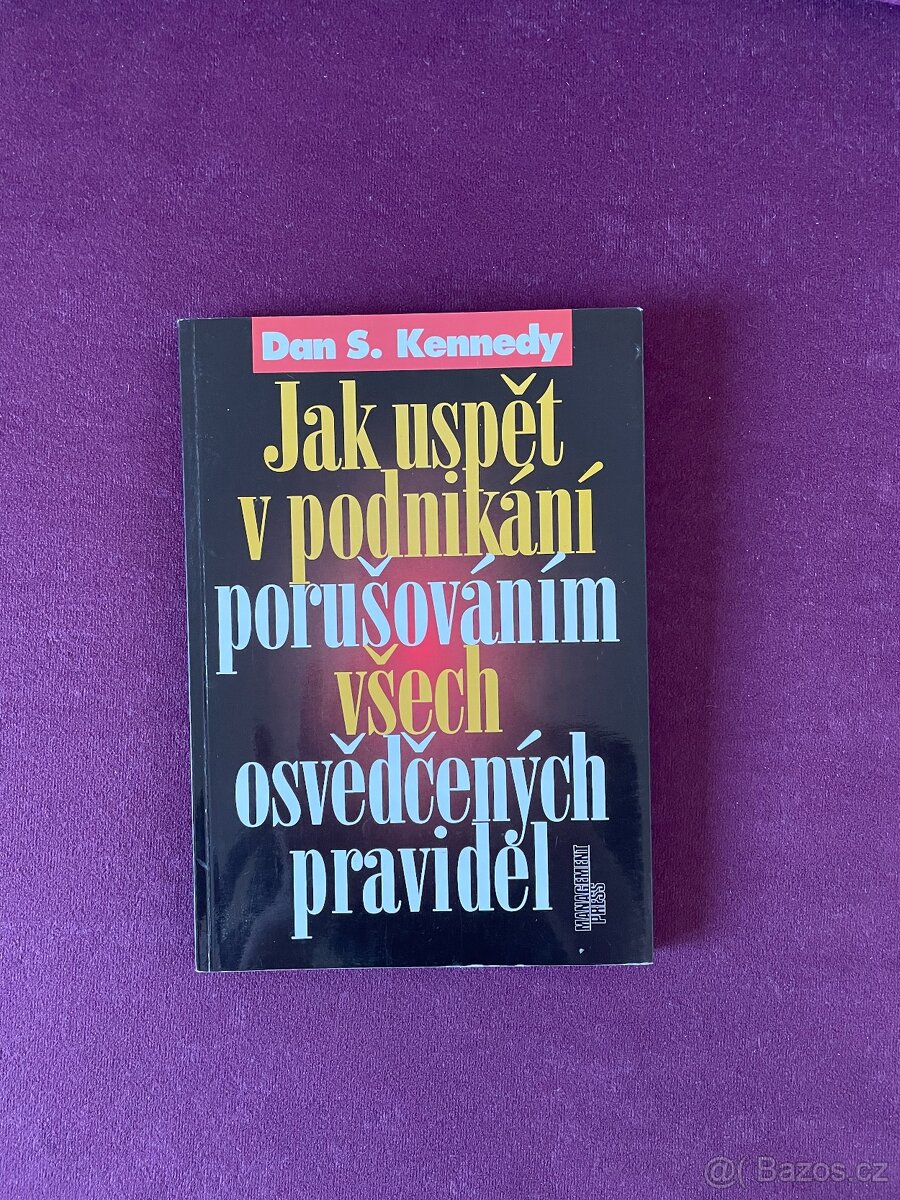 Dan S. Kennedy
Jak uspět
v podnikání
porušováním
všech
osvědčených
pravidel
MANAGEMENT
PRESS
@( Bazos.cz